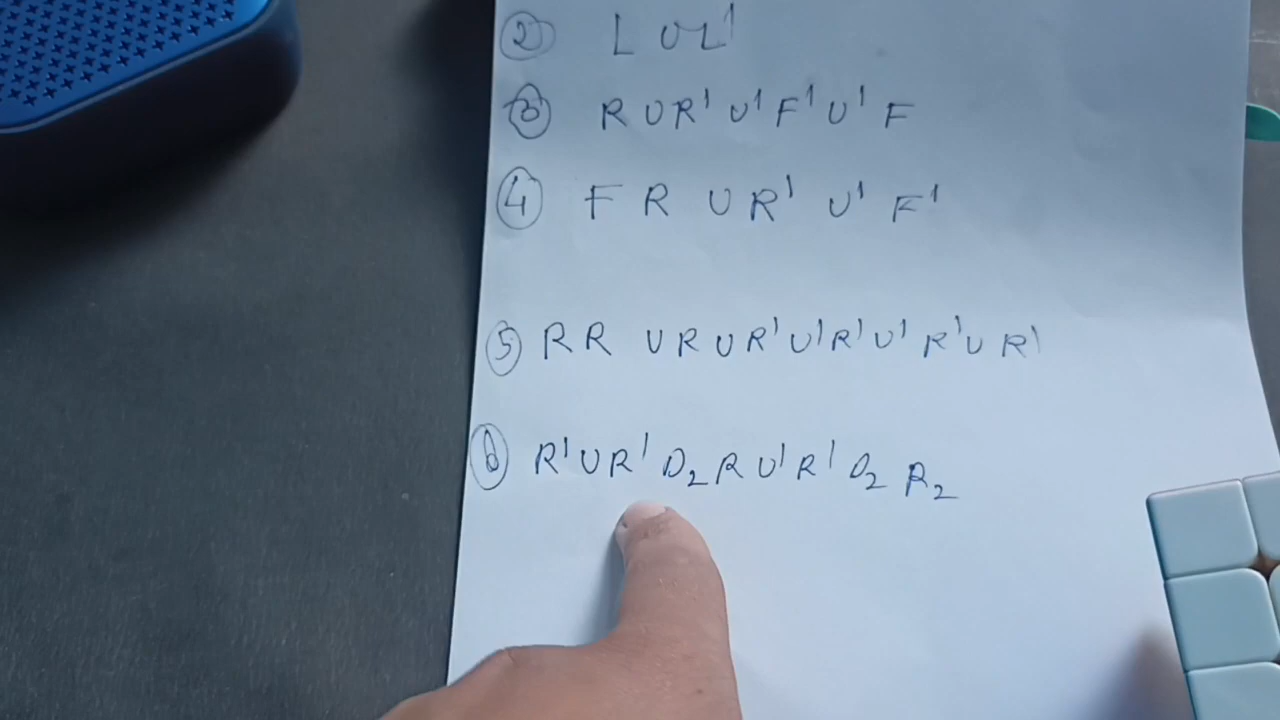 ② L U L'
③ R U R' U' F' U' F
④ F R U R' U' F'
⑤ R R U R U R' U' R' U' R' U R'
⑥ R' U R' D2 R U' R' D2 R2